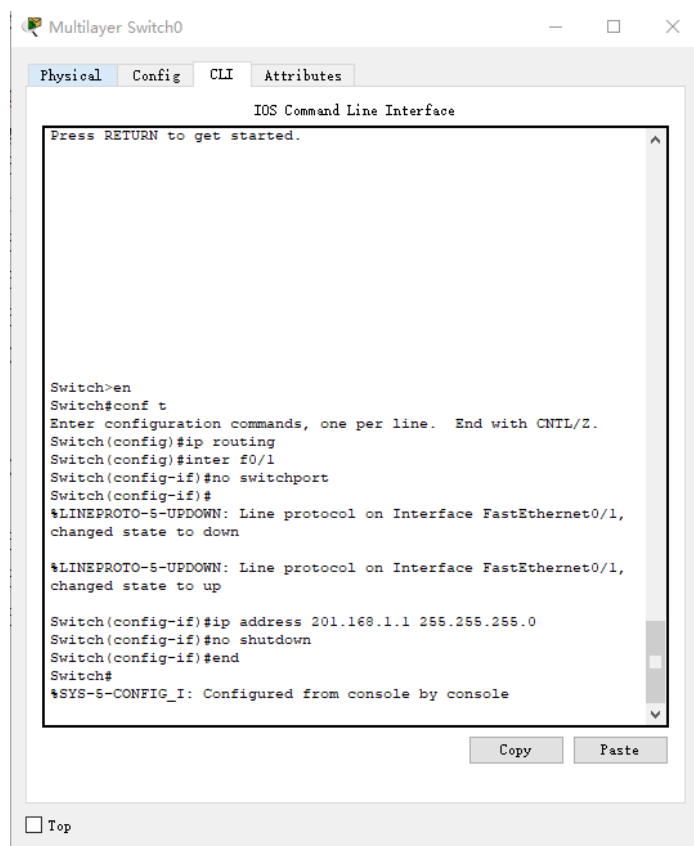 Multilayer Switch0
Physical Config CLI Attributes
IOS Command Line Interface
Press RETURN to get started.
Switch>en
Switch#conf t
Enter configuration commands, one per line.  End with CNTL/Z.
Switch(config)#ip routing
Switch(config)#inter f0/1
Switch(config-if)#no switchport
Switch(config-if)#
%LINEPROTO-5-UPDOWN: Line protocol on Interface FastEthernet0/1,
changed state to down
%LINEPROTO-5-UPDOWN: Line protocol on Interface FastEthernet0/1,
changed state to up
Switch(config-if)#ip address 201.168.1.1 255.255.255.0
Switch(config-if)#no shutdown
Switch(config-if)#end
Switch#
%SYS-5-CONFIG_I: Configured from console by console
Copy Paste
Top